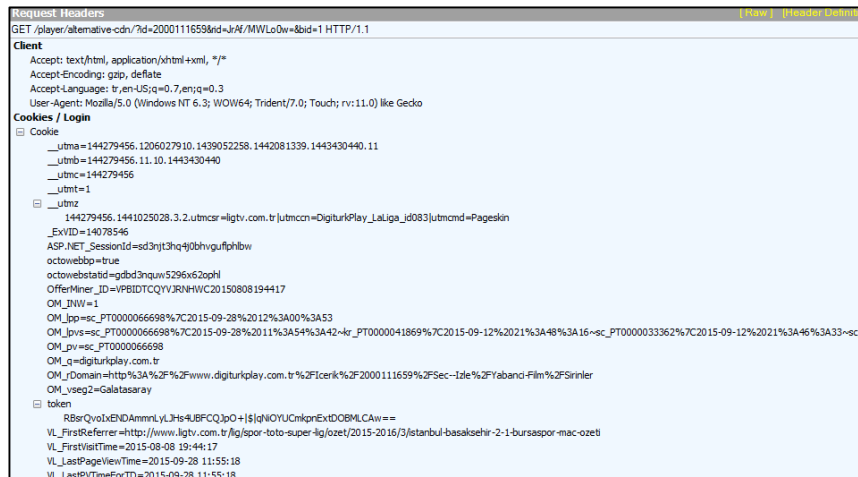 Request Headers [ Raw ] [Header Definiti
GET /player/alternative-cdn/?id=2000111659&rid=JrAf/MWLo0w=&bid=1 HTTP/1.1
Client
Accept: text/html, application/xhtml+xml, */*
Accept-Encoding: gzip, deflate
Accept-Language: tr,en-US;q=0.7,en;q=0.3
User-Agent: Mozilla/5.0 (Windows NT 6.3; WOW64; Trident/7.0; Touch; rv:11.0) like Gecko
Cookies / Login
Cookie
__utma=144279456.1206027910.1439052258.1442081339.1443430440.11
__utmb=144279456.11.10.1443430440
__utmc=144279456
__utmt=1
__utmz
144279456.1441025028.3.2.utmcsr=ligtv.com.tr|utmccn=DigiturkPlay_LaLiga_id083|utmcmd=Pageskin
_ExVID=14078546
ASP.NET_SessionId=sd3njt3hq4j0bhvguflphlbw
octowebbp=true
octowebstatid=gdbd3nquw5296x62ophl
OfferMiner_ID=VPBIDTCQYVJRNHWC20150808194417
OM_INW=1
OM_lpp=sc_PT0000066698%7C2015-09-28%2012%3A00%3A53
OM_lpvs=sc_PT0000066698%7C2015-09-28%2011%3A54%3A42~kr_PT0000041869%7C2015-09-12%2021%3A48%3A16~sc_PT0000033362%7C2015-09-12%2021%3A46%3A33~sc
OM_pv=sc_PT0000066698
OM_q=digiturkplay.com.tr
OM_rDomain=http%3A%2F%2Fwww.digiturkplay.com.tr%2FIcerik%2F2000111659%2FSec--Izle%2FYabanci-Film%2FSirinler
OM_vseg2=Galatasaray
token
RBsrQvoIxENDAmmnLyLJHs4UBFCQJpO+|$|qNiOYUCmkpnExtDOBMLCAw==
VL_FirstReferrer=http://www.ligtv.com.tr/lig/spor-toto-super-lig/ozet/2015-2016/3/istanbul-basaksehir-2-1-bursaspor-mac-ozeti
VL_FirstVisitTime=2015-08-08 19:44:17
VL_LastPageViewTime=2015-09-28 11:55:18
VL_LastPVTimeForTD=2015-09-28 11:55:18